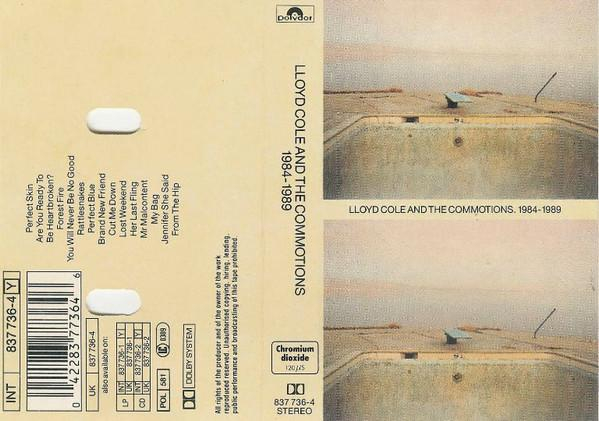 Perfect Skin
Are You Ready To
Be Heartbroken?
Forest Fire
You Will Never Be No Good
Rattlesnakes
Perfect Blue
Brand New Friend
Cut Me Down
Lost Weekend
Her Last Fling
Mr Malcontent
My Bag
Jennifer She Said
From The Hip
INT 837 736-4 Y
0 42283 77364 6
UK 837 736-4
also available on:
LP INT 837 736-1 Y
UK 837 736-1
CD INT 837 736-2 Y
UK 837 736-2
POL 581
8389
DOLBY SYSTEM
All rights of the producer and of the owner of the work
reproduced reserved. Unauthorised copying, hiring, lending,
public performance and broadcasting of this tape prohibited.
Polydor
LLOYD COLE AND THE COMMOTIONS
1984-1989
Chromium
dioxide
120 µS
837 736-4
STEREO
LLOYD COLE AND THE COMMOTIONS. 1984-1989